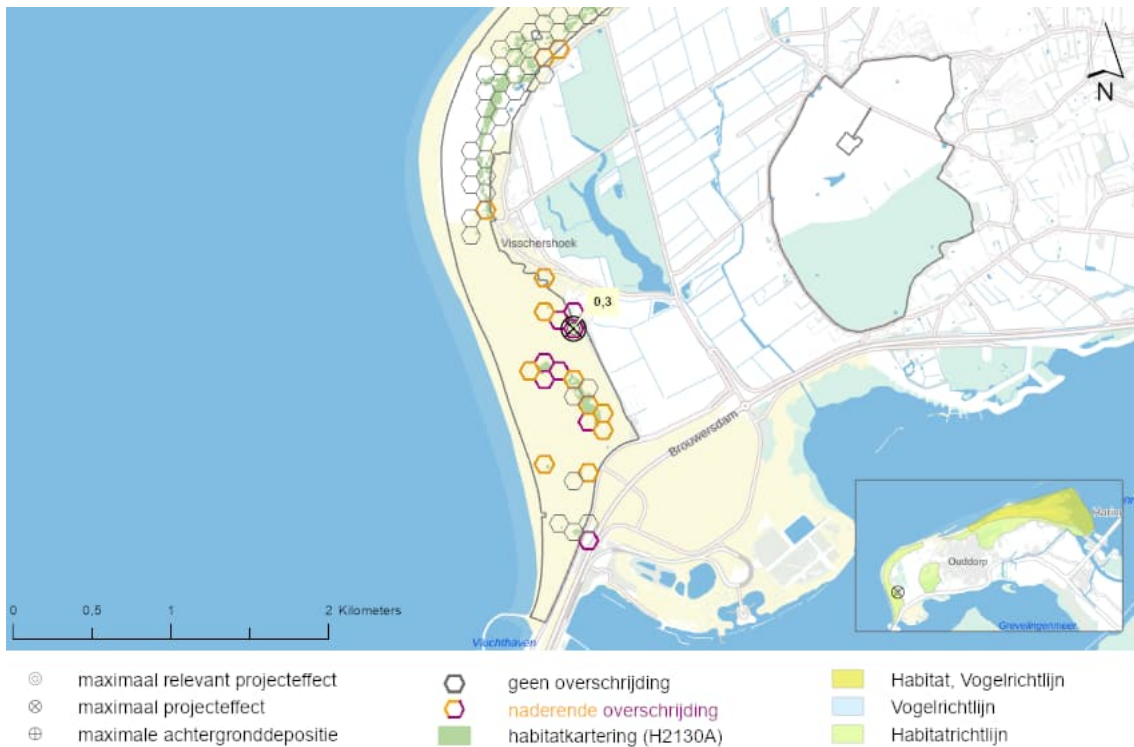 N
Visschershoek
0,3
Brouwersdam
Ouddorp
Grevelingenmeer
0 0,5 1 2 Kilometers
maximaal relevant projecteffect
maximaal projecteffect
maximale achtergronddepositie
geen overschrijding
naderende overschrijding
habitatkartering (H2130A)
Habitat, Vogelrichtlijn
Vogelrichtlijn
Habitatrichtlijn